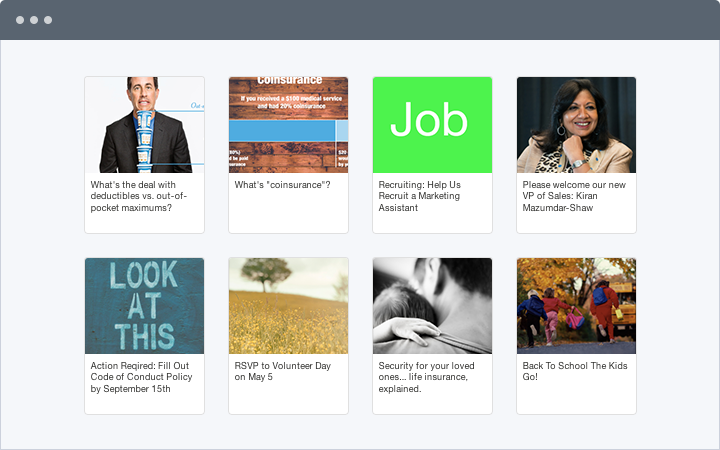 Our
What's the deal with
deductibles vs. out-of-
pocket maximums?
Coinsurance
If you received a $100 medical service
and had 20% coinsurance
What's "coinsurance"?
Job
Recruiting: Help Us
Recruit a Marketing
Assistant
Please welcome our new
VP of Sales: Kiran
Mazumdar-Shaw
LOOK
AT
THIS
Action Reqired: Fill Out
Code of Conduct Policy
by September 15th
RSVP to Volunteer Day
on May 5
Security for your loved
ones... life insurance,
explained.
Back To School The Kids
Go!